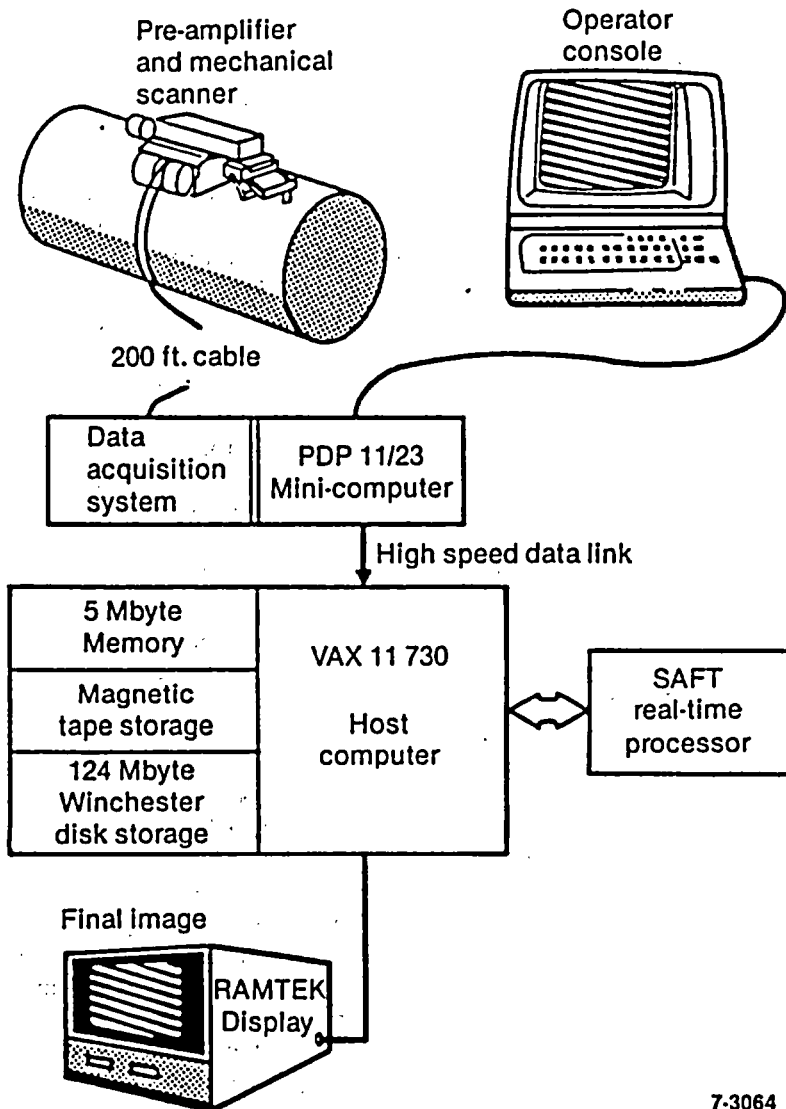 Pre-amplifier
and mechanical
scanner
Operator
console
200 ft. cable
Data
acquisition
system
PDP 11/23
Mini-computer
High speed data link
5 Mbyte
Memory
Magnetic
tape storage
124 Mbyte
Winchester
disk storage
VAX 11 730
Host
computer
SAFT
real-time
processor
Final image
RAMTEK
Display
7-3064